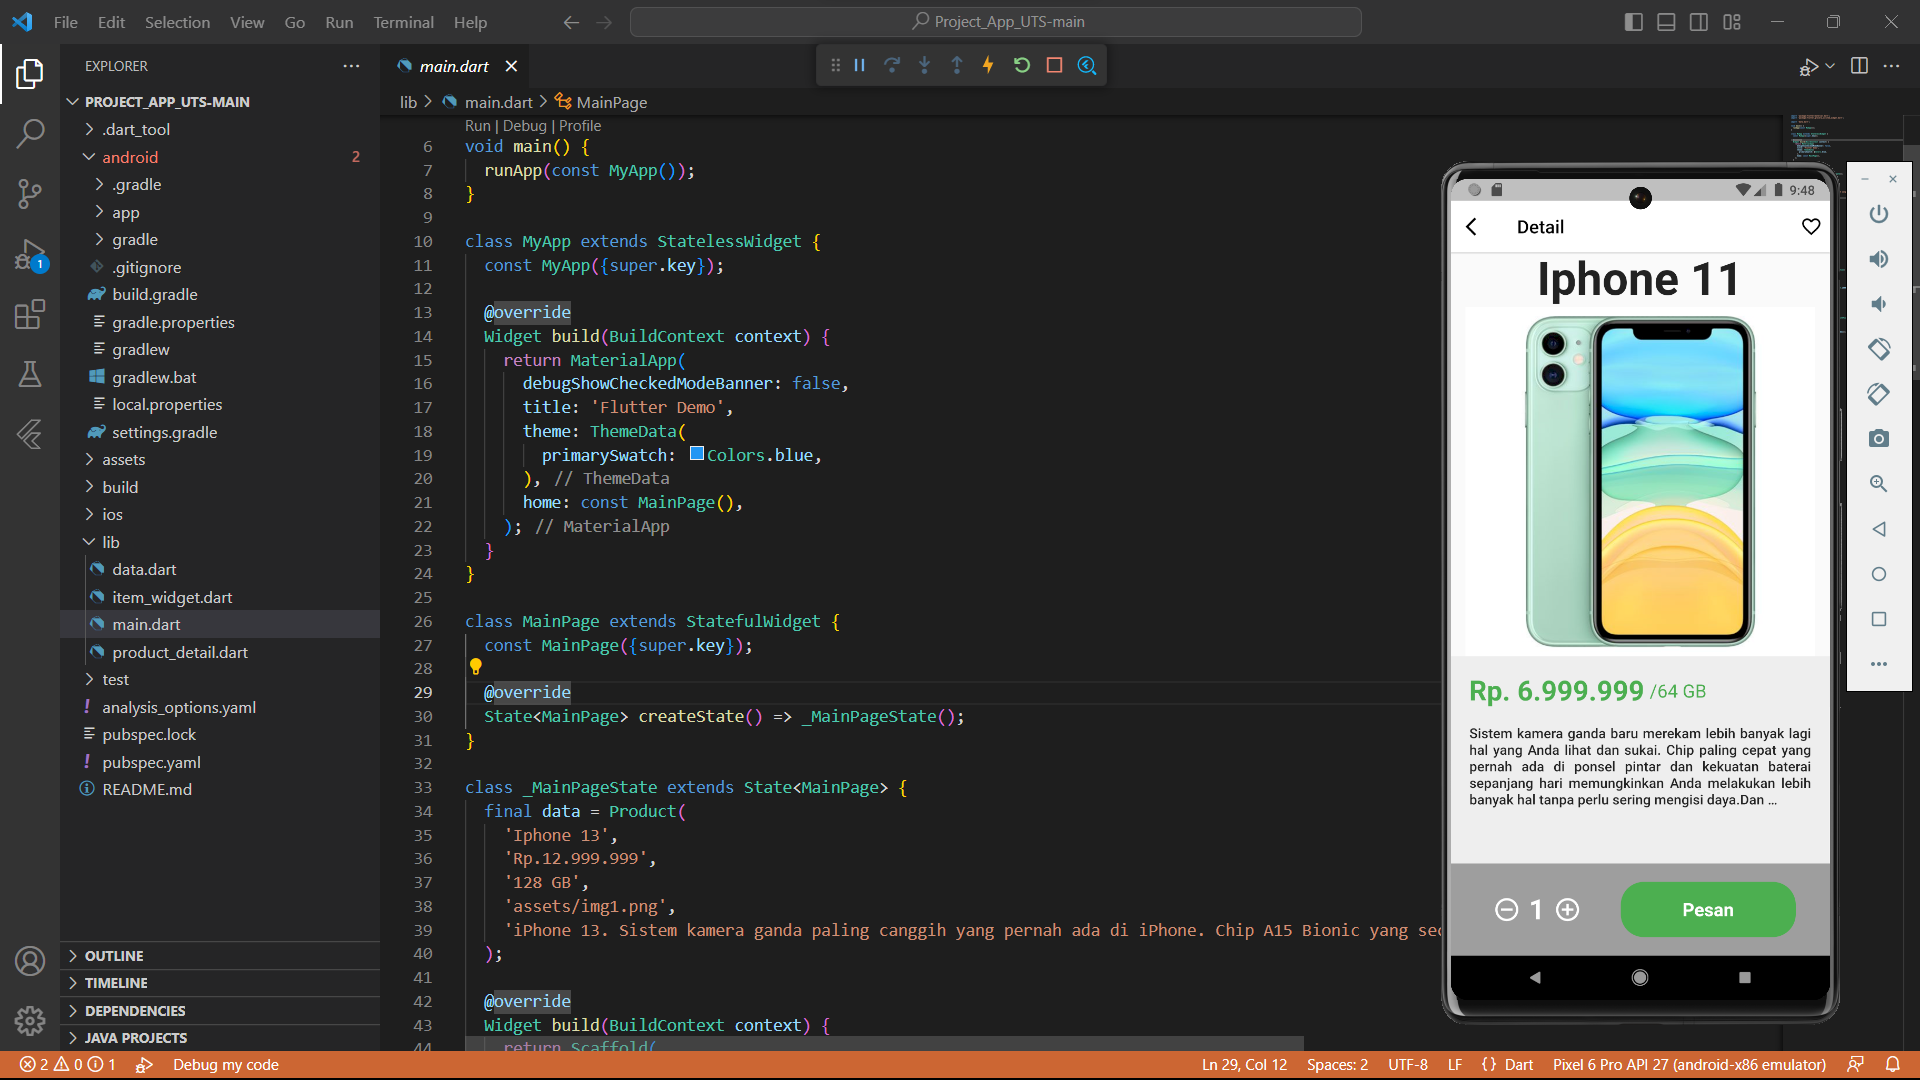 File Edit Selection View Go Run Terminal Help
Project_App_UTS-main
EXPLORER
PROJECT_APP_UTS-MAIN
.dart_tool
android 2
.gradle
app
gradle
.gitignore
build.gradle
gradle.properties
gradlew
gradlew.bat
local.properties
settings.gradle
assets
build
ios
lib
data.dart
item_widget.dart
main.dart
product_detail.dart
test
analysis_options.yaml
pubspec.lock
pubspec.yaml
README.md
OUTLINE
TIMELINE
DEPENDENCIES
JAVA PROJECTS
1
main.dart
lib > main.dart > MainPage
Run | Debug | Profile
6 void main() {
7 runApp(const MyApp());
8 }
9
10 class MyApp extends StatelessWidget {
11 const MyApp({super.key});
12
13 @override
14 Widget build(BuildContext context) {
15 return MaterialApp(
16 debugShowCheckedModeBanner: false,
17 title: 'Flutter Demo',
18 theme: ThemeData(
19 primarySwatch: Colors.blue,
20 ), // ThemeData
21 home: const MainPage(),
22 ); // MaterialApp
23 }
24 }
25
26 class MainPage extends StatefulWidget {
27 const MainPage({super.key});
28
29 @override
30 State<MainPage> createState() => _MainPageState();
31 }
32
33 class _MainPageState extends State<MainPage> {
34 final data = Product(
35 'Iphone 13',
36 'Rp.12.999.999',
37 '128 GB',
38 'assets/img1.png',
39 'iPhone 13. Sistem kamera ganda paling canggih yang pernah ada di iPhone. Chip A15 Bionic yang sec
40 );
41
42 @override
43 Widget build(BuildContext context) {
44 return Scaffold(
9:48
Detail
Iphone 11
Rp. 6.999.999 /64 GB
Sistem kamera ganda baru merekam lebih banyak lagi
hal yang Anda lihat dan sukai. Chip paling cepat yang
pernah ada di ponsel pintar dan kekuatan baterai
sepanjang hari memungkinkan Anda melakukan lebih
banyak hal tanpa perlu sering mengisi daya.Dan ...
1
Pesan
2 0 1 Debug my code
Ln 29, Col 12 Spaces: 2 UTF-8 LF {} Dart Pixel 6 Pro API 27 (android-x86 emulator)